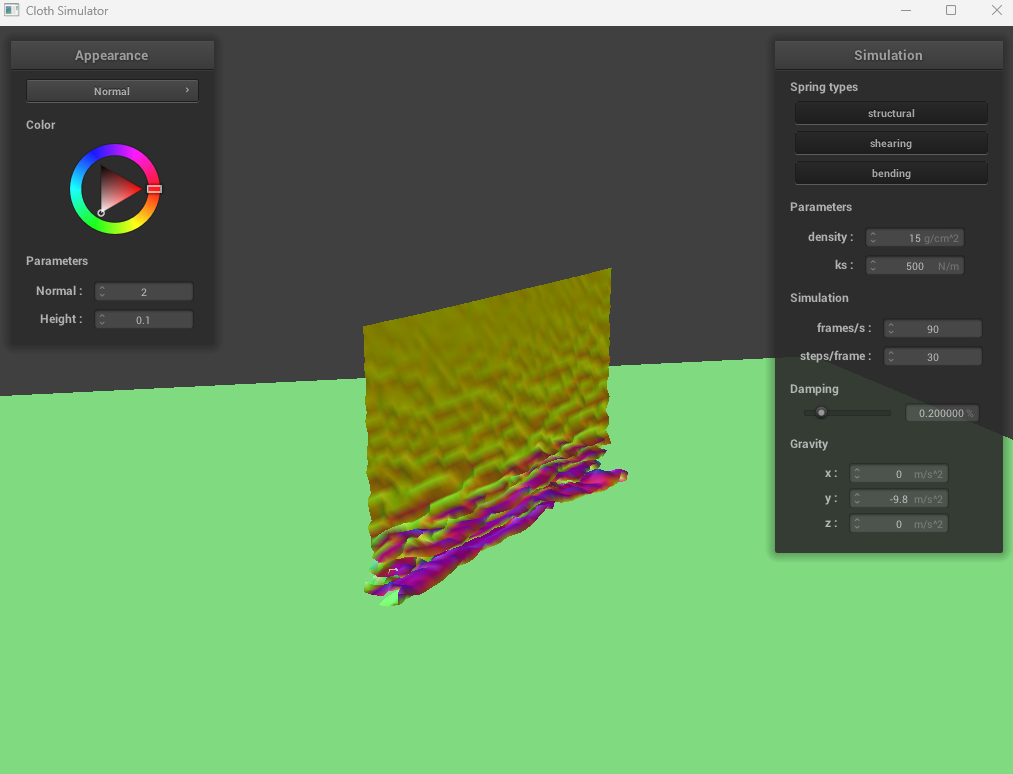 Cloth Simulator
Appearance
Normal
Color
Parameters
Normal : 2
Height : 0.1
Simulation
Spring types
structural
shearing
bending
Parameters
density : 15 g/cm^2
ks : 500 N/m
Simulation
frames/s : 90
steps/frame : 30
Damping
0.200000 %
Gravity
x : 0 m/s^2
y : -9.8 m/s^2
z : 0 m/s^2